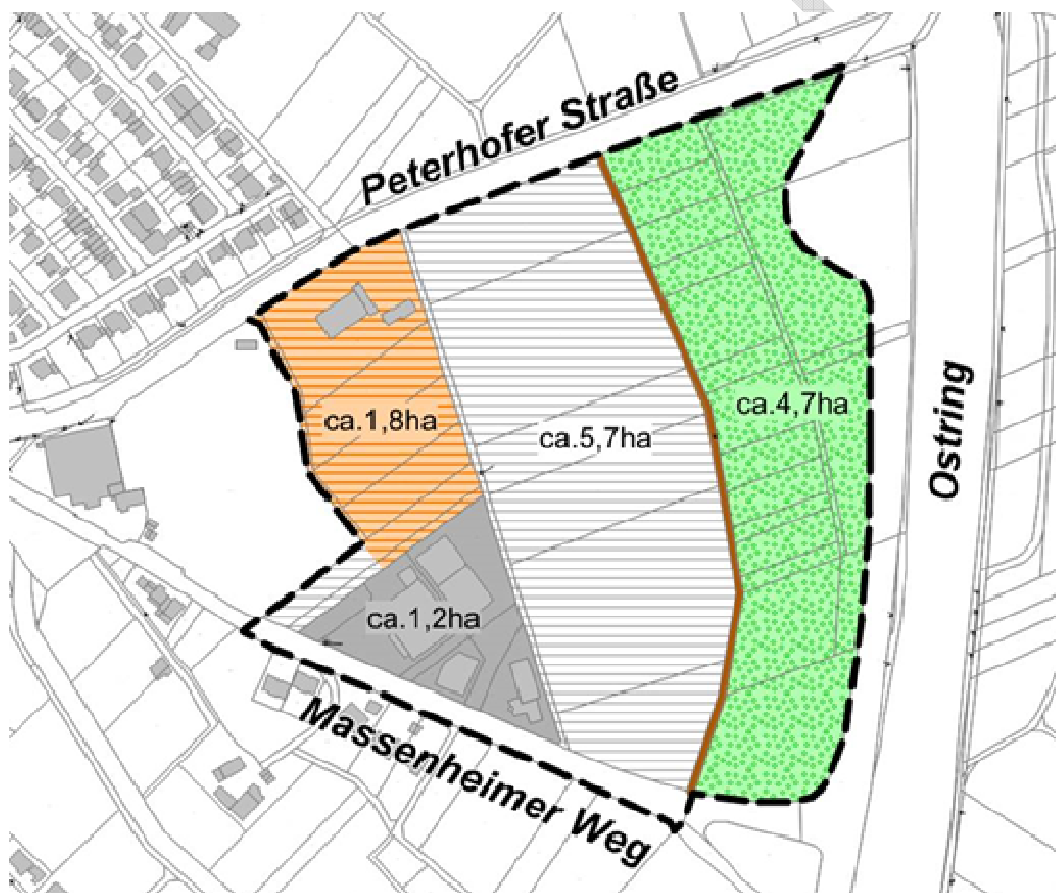 Peterhofer Straße
ca.4,7ha
ca.1,8ha
ca.5,7ha
Ostring
ca.1,2ha
Massenheimer Weg